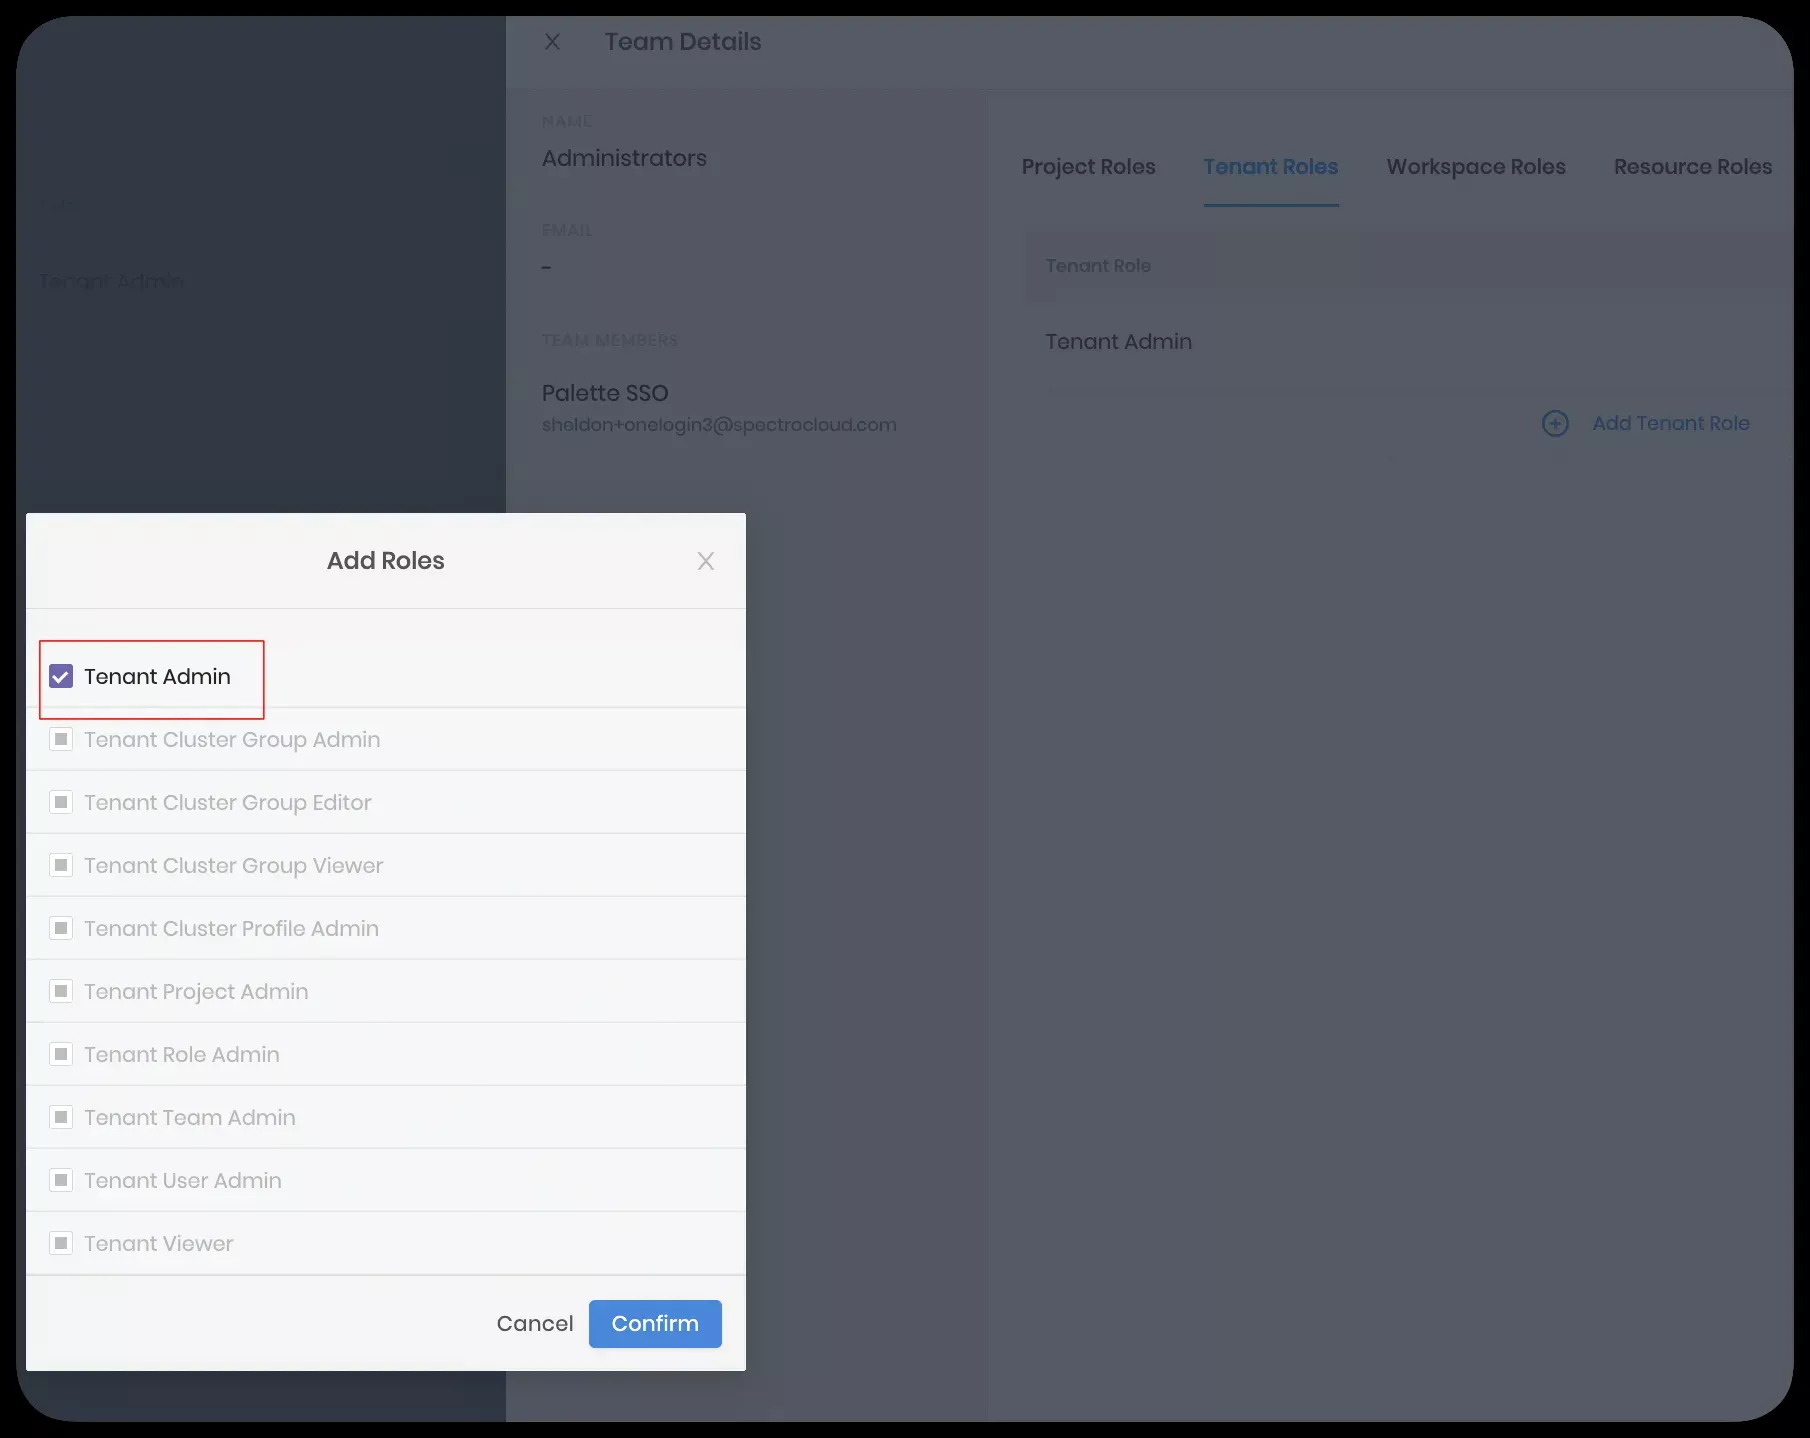 Team Details
NAME
Administrators
EMAIL
-
TEAM MEMBERS
Palette SSO
sheldon+onelogin3@spectrocloud.com
Project Roles
Tenant Roles
Workspace Roles
Resource Roles
Tenant Role
Tenant Admin
Add Tenant Role
Tenant Admin
Add Roles
Tenant Admin
Tenant Cluster Group Admin
Tenant Cluster Group Editor
Tenant Cluster Group Viewer
Tenant Cluster Profile Admin
Tenant Project Admin
Tenant Role Admin
Tenant Team Admin
Tenant User Admin
Tenant Viewer
Cancel
Confirm